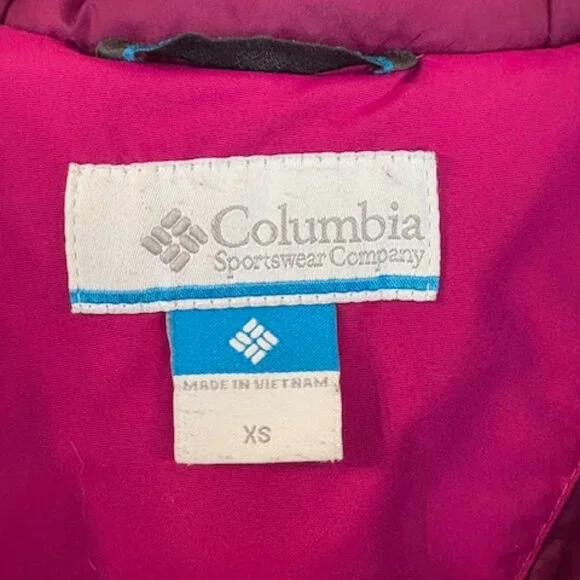 Columbia
Sportswear Company
MADE IN VIETNAM
XS